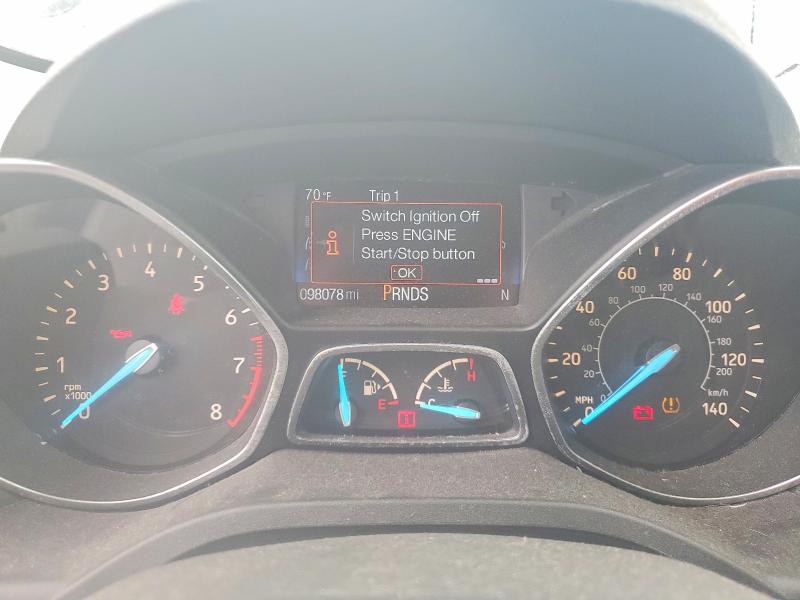 70 °F Trip 1
Switch Ignition Off
Press ENGINE
Start/Stop button
OK
098078 mi PRNDS N
0 1 2 3 4 5 6 7 8
rpm
x1000
F E
C H
0 20 40 60 80 100 120 140
0 20 40 60 80 100 120 140 160 180 200
MPH
km/h